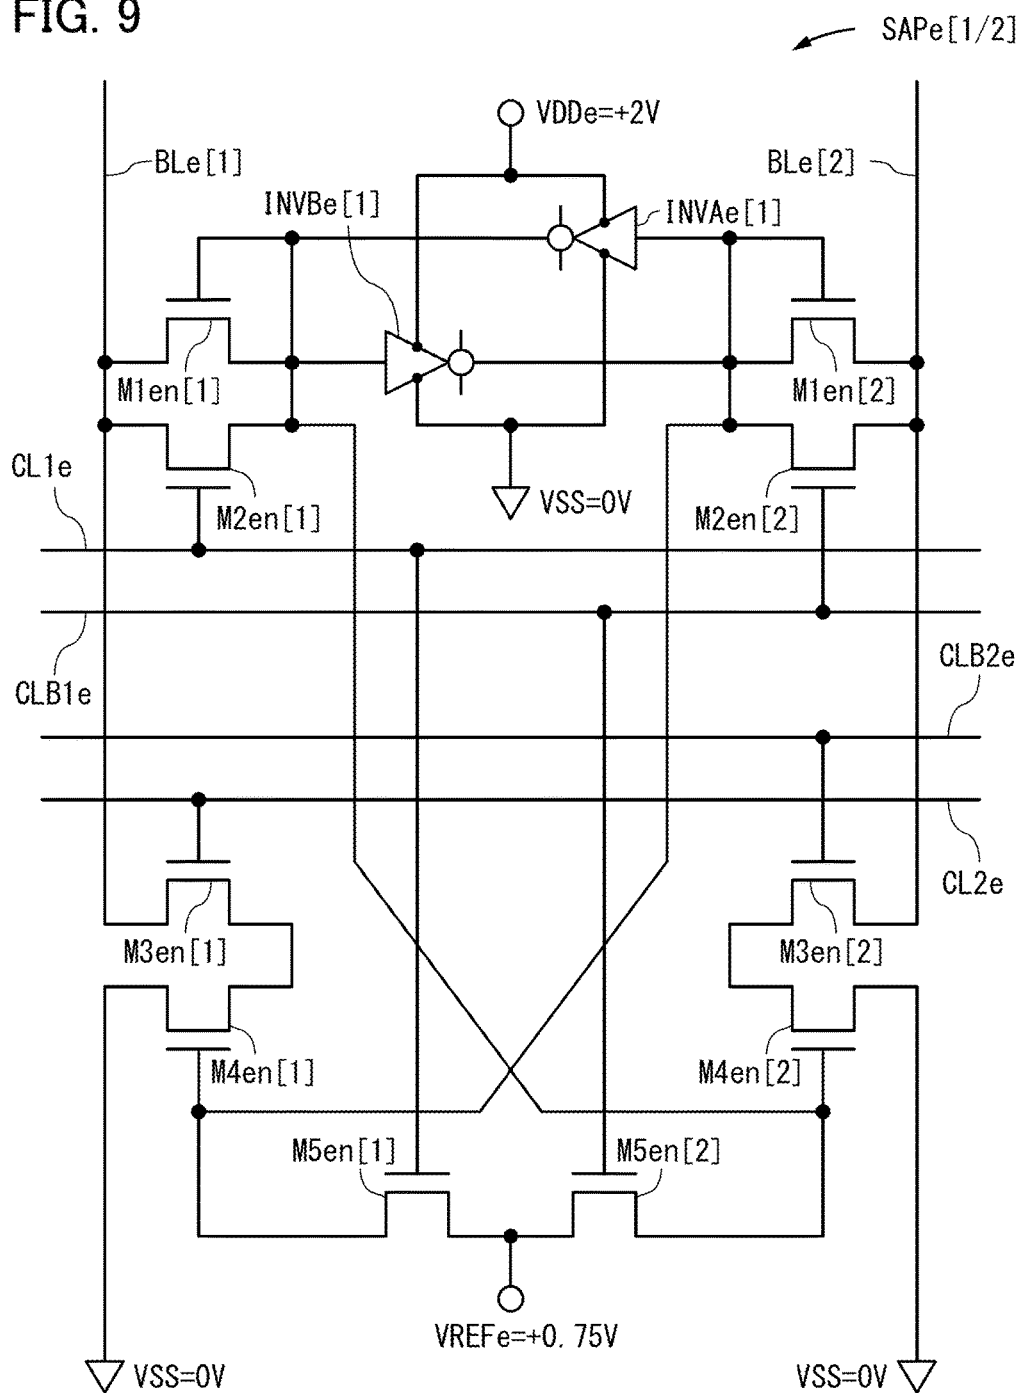 FIG. 9
SAPe[1/2]
VDDe=+2V
BLe[1]
BLe[2]
INVBe[1]
INVAe[1]
M1en[1]
M1en[2]
CL1e
M2en[1]
VSS=0V
M2en[2]
CLB1e
CLB2e
CL2e
M3en[1]
M3en[2]
M4en[1]
M4en[2]
M5en[1]
M5en[2]
VREFe=+0.75V
VSS=0V
VSS=0V